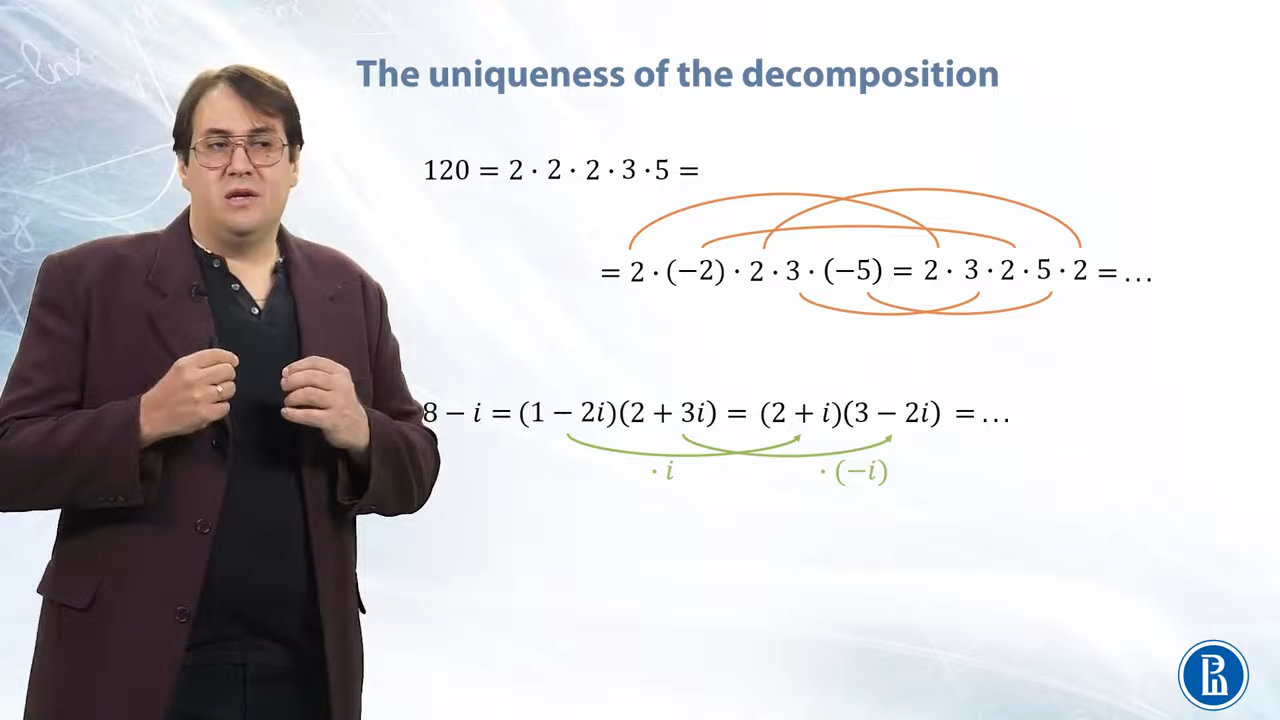 The uniqueness of the decomposition
120 = 2 · 2 · 2 · 3 · 5 =
= 2 · (−2) · 2 · 3 · (−5) = 2 · 3 · 2 · 5 · 2 = …
8 − i = (1 − 2i)(2 + 3i) = (2 + i)(3 − 2i) = …
· i · (−i)